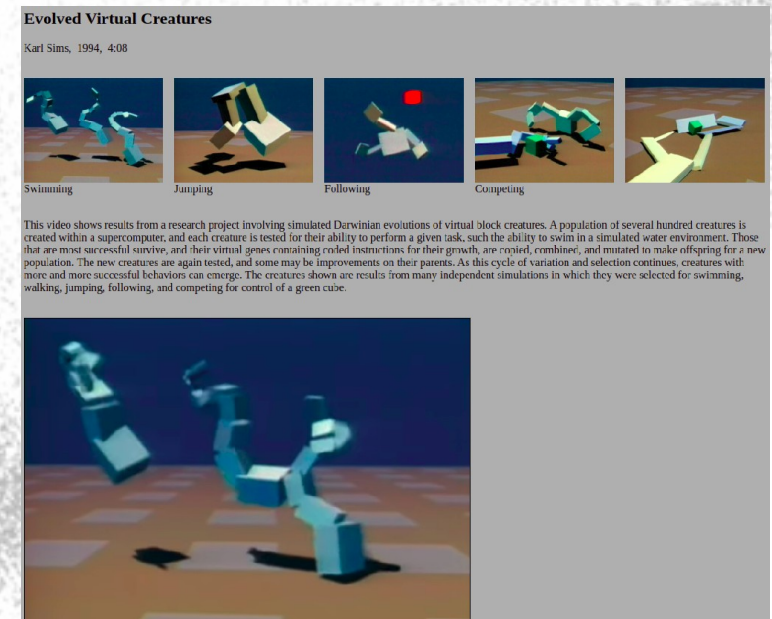 Evolved Virtual Creatures
Karl Sims, 1994, 4:08
Swimming
Jumping
Following
Competing
This video shows results from a research project involving simulated Darwinian evolutions of virtual block creatures. A population of several hundred creatures is
created within a supercomputer, and each creature is tested for their ability to perform a given task, such the ability to swim in a simulated water environment. Those
that are most successful survive, and their virtual genes containing coded instructions for their growth, are copied, combined, and mutated to make offspring for a new
population. The new creatures are again tested, and some may be improvements on their parents. As this cycle of variation and selection continues, creatures with
more and more successful behaviors can emerge. The creatures shown are results from many independent simulations in which they were selected for swimming,
walking, jumping, following, and competing for control of a green cube.